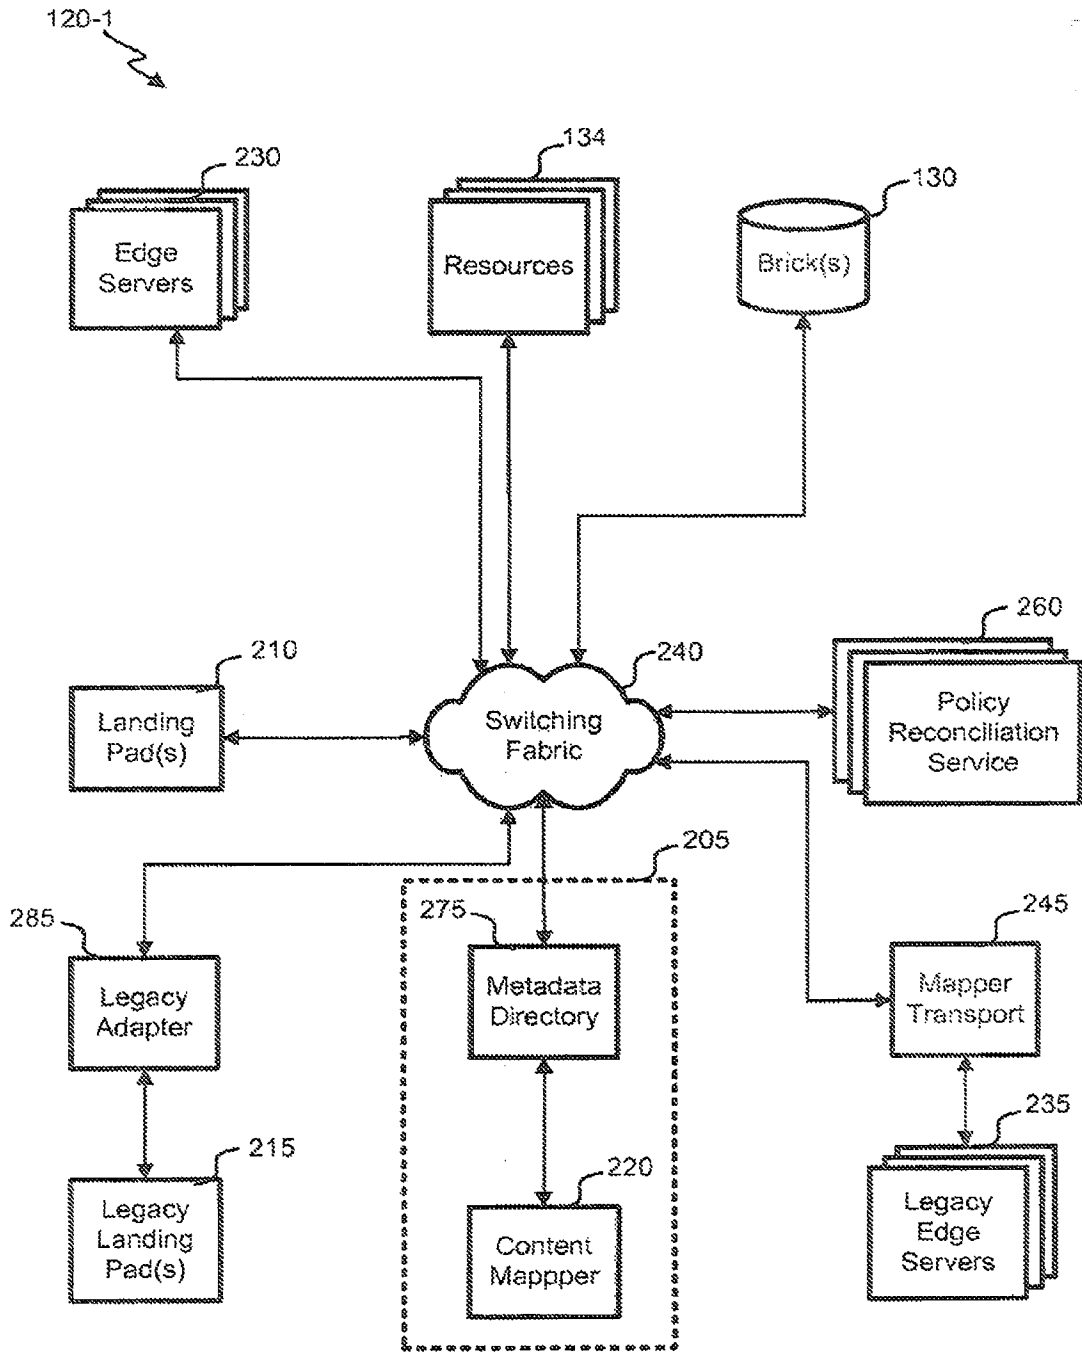 120-1
230
134
130
Edge
Servers
Resources
Brick(s)
210
240
260
Landing
Pad(s)
Switching
Fabric
Policy
Reconciliation
Service
205
285
275
245
Legacy
Adapter
Metadata
Directory
Mapper
Transport
215
220
235
Legacy
Landing
Pad(s)
Content
Mappper
Legacy
Edge
Servers